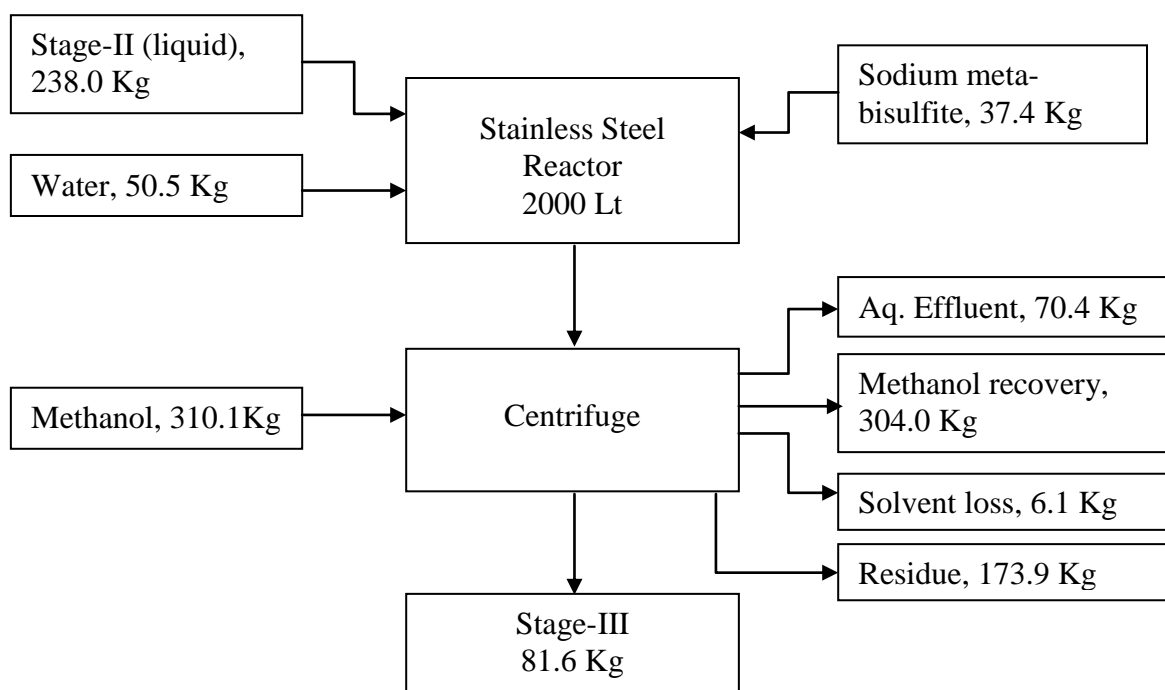 Stage-II (liquid),
238.0 Kg
Sodium meta-
bisulfite, 37.4 Kg
Stainless Steel
Reactor
2000 Lt
Water, 50.5 Kg
Aq. Effluent, 70.4 Kg
Methanol recovery,
304.0 Kg
Methanol, 310.1Kg
Centrifuge
Solvent loss, 6.1 Kg
Residue, 173.9 Kg
Stage-III
81.6 Kg